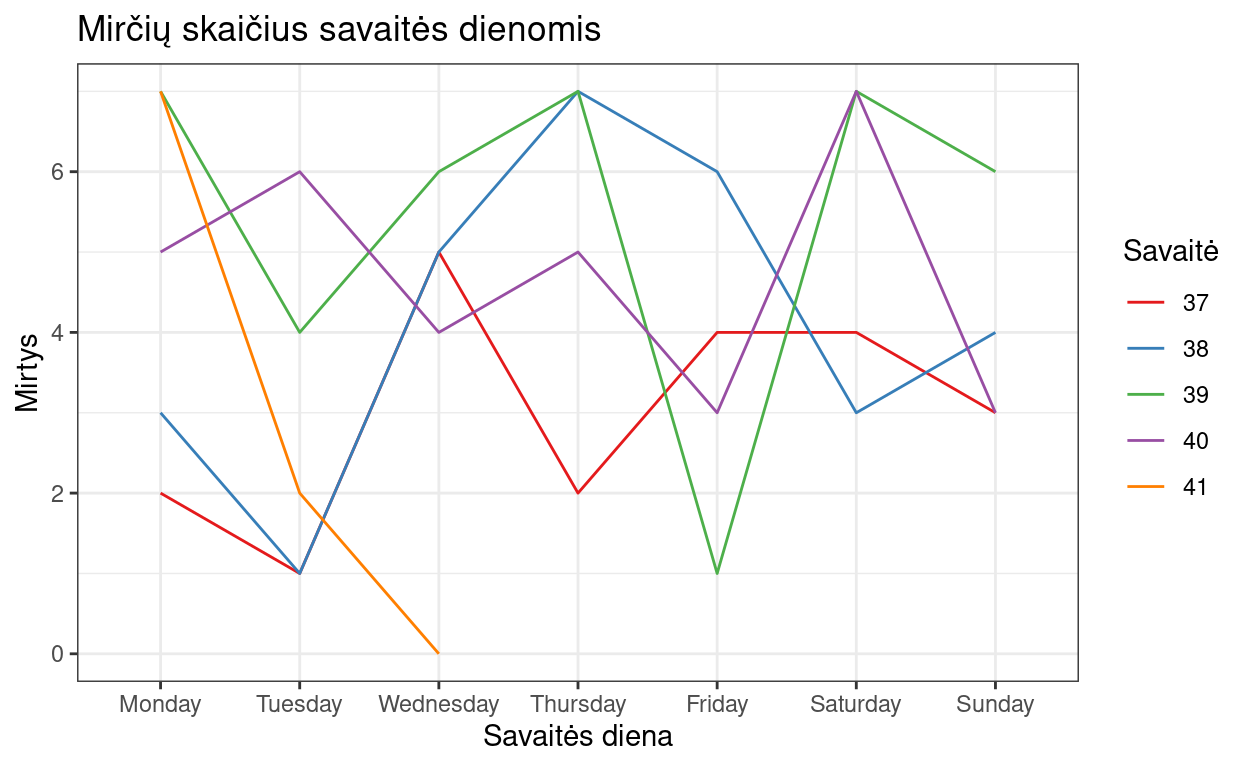 Mirčių skaičius savaitės dienomis
Mirtys
6
4
2
0
Monday Tuesday Wednesday Thursday Friday Saturday Sunday
Savaitės diena
Savaitė
37
38
39
40
41